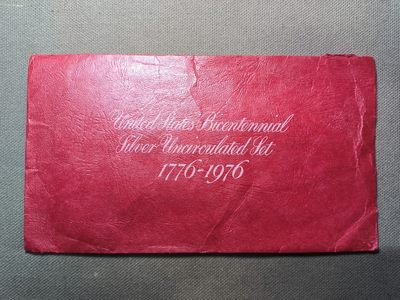 United States Bicentennial
Silver Uncirculated Set
1776-1976